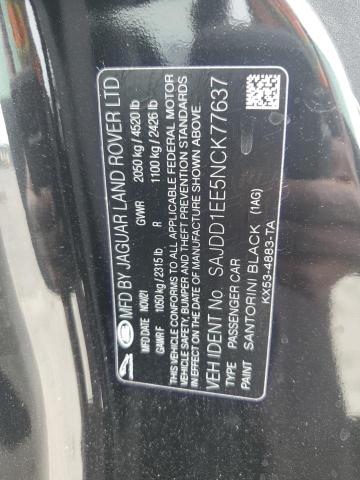 MFD BY JAGUAR LAND ROVER LTD
MFD DATE NOV/21 GVWR 2050 kg / 4520 lb
GAWR F 1050 kg / 2315 lb R 1100 kg / 2426 lb
THIS VEHICLE CONFORMS TO ALL APPLICABLE FEDERAL MOTOR
VEHICLE SAFETY, BUMPER AND THEFT PREVENTION STANDARDS
IN EFFECT ON THE DATE OF MANUFACTURE SHOWN ABOVE.
VEH IDENT No. SAJDD1EE5NCK77637
TYPE PASSENGER CAR
PAINT SANTORINI BLACK (1AG)
KX53-4883-TA